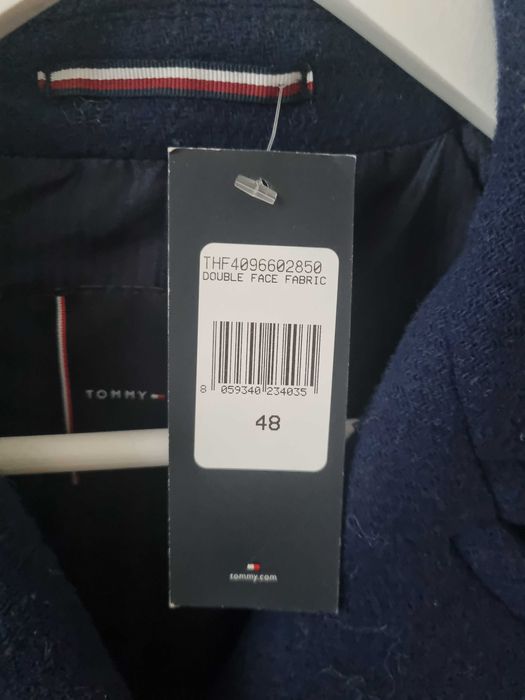 THF4096602850
DOUBLE FACE FABRIC
8 059340 234035
48
TOMMY
tommy.com